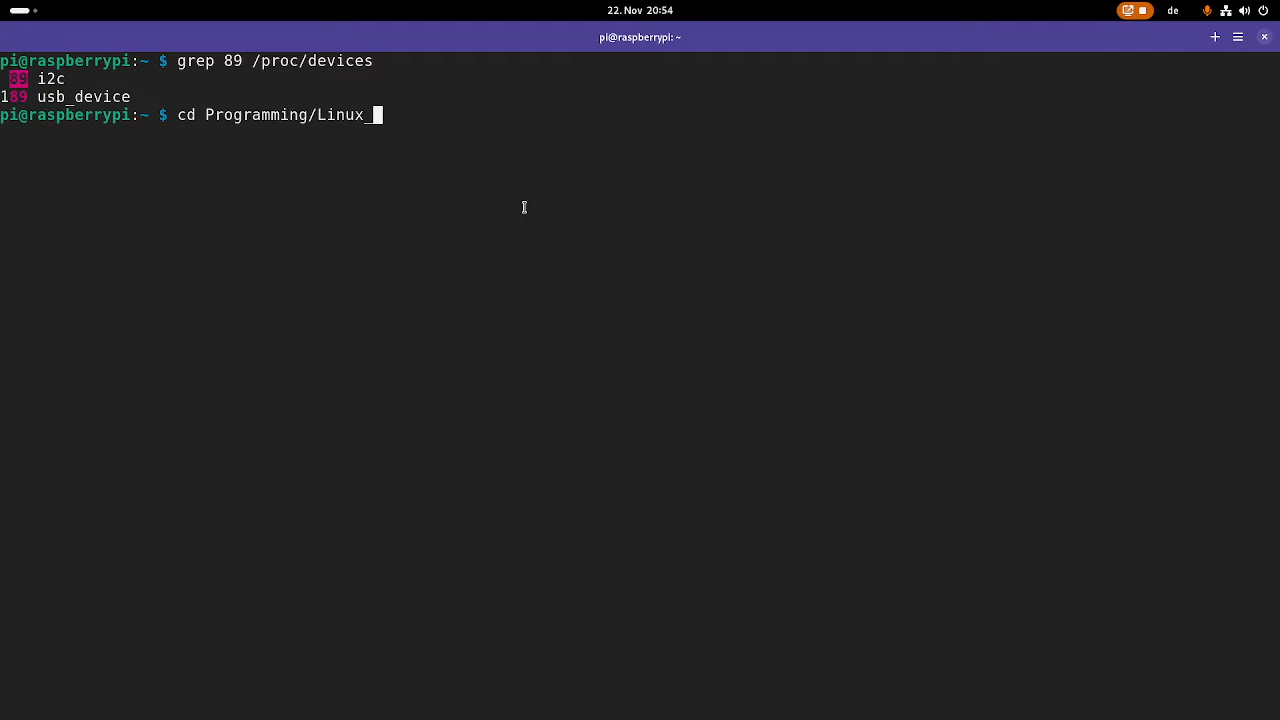 22. Nov 20:54
de
pi@raspberrypi: ~
pi@raspberrypi:~ $ grep 89 /proc/devices
 89 i2c
189 usb_device
pi@raspberrypi:~ $ cd Programming/Linux_